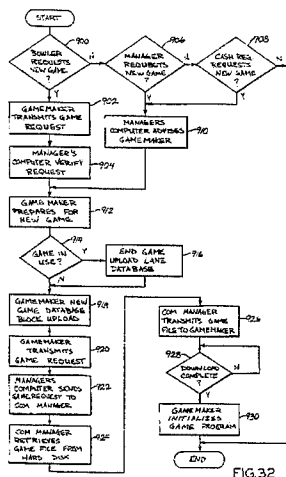 START
900
BOWLER
REQUESTS
NEW GAME
?
N
Y
906
MANAGER
REQUESTS
NEW GAME
?
N
Y
908
CASH REG
REQUESTS
NEW GAME
?
N
Y
902
GAMEMAKER
TRANSMITS GAME
REQUEST
904
MANAGER'S
COMPUTER VERIFY
REQUEST
910
MANAGERS
COMPUTER ADVISES
GAMEMAKER
912
GAME MAKER
PREPARES FOR
NEW GAME
914
GAME IN
USE?
Y
N
916
END GAME
UPLOAD LANE
DATABASE
918
GAMEMAKER NEW
GAME DATABASE
BLOCK UPLOAD
920
GAMEMAKER
TRANSMITS
GAME REQUEST
922
MANAGERS
COMPUTER SENDS
GAMEREQUEST TO
COM MANAGER
924
COM MANAGER
RETRIEVES
GAME FILE FROM
HARD DISK
926
COM MANAGER
TRANSMITS GAME
FILE TO GAMEMAKER
928
DOWNLOAD
COMPLETE
?
N
Y
930
GAMEMAKER
INITIALIZES
GAME PROGRAM
END
FIG.32